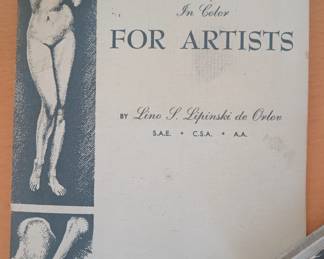 In Color
FOR ARTISTS
BY Lino S. Lipinski de Orlov
S.A.E. • C.S.A. • A.A.